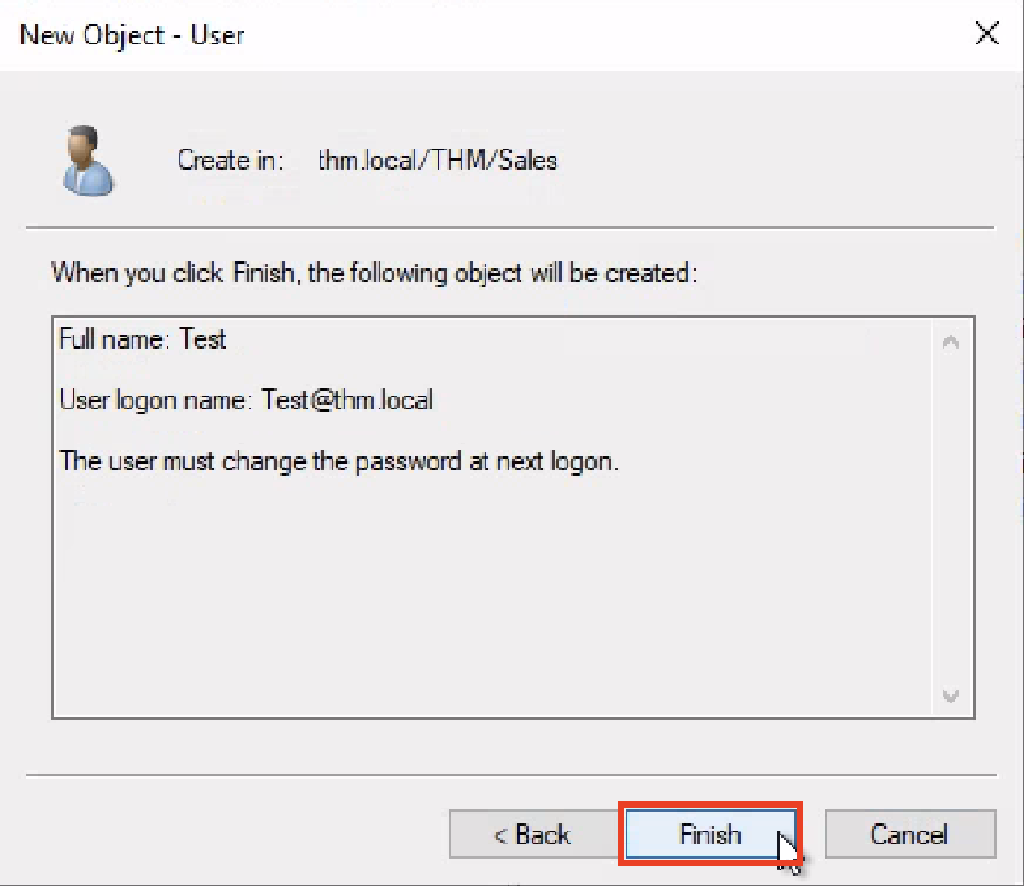 New Object - User
Create in: thm.local/THM/Sales
When you click Finish, the following object will be created:
Full name: Test
User logon name: Test@thm.local
The user must change the password at next logon.
< Back
Finish
Cancel